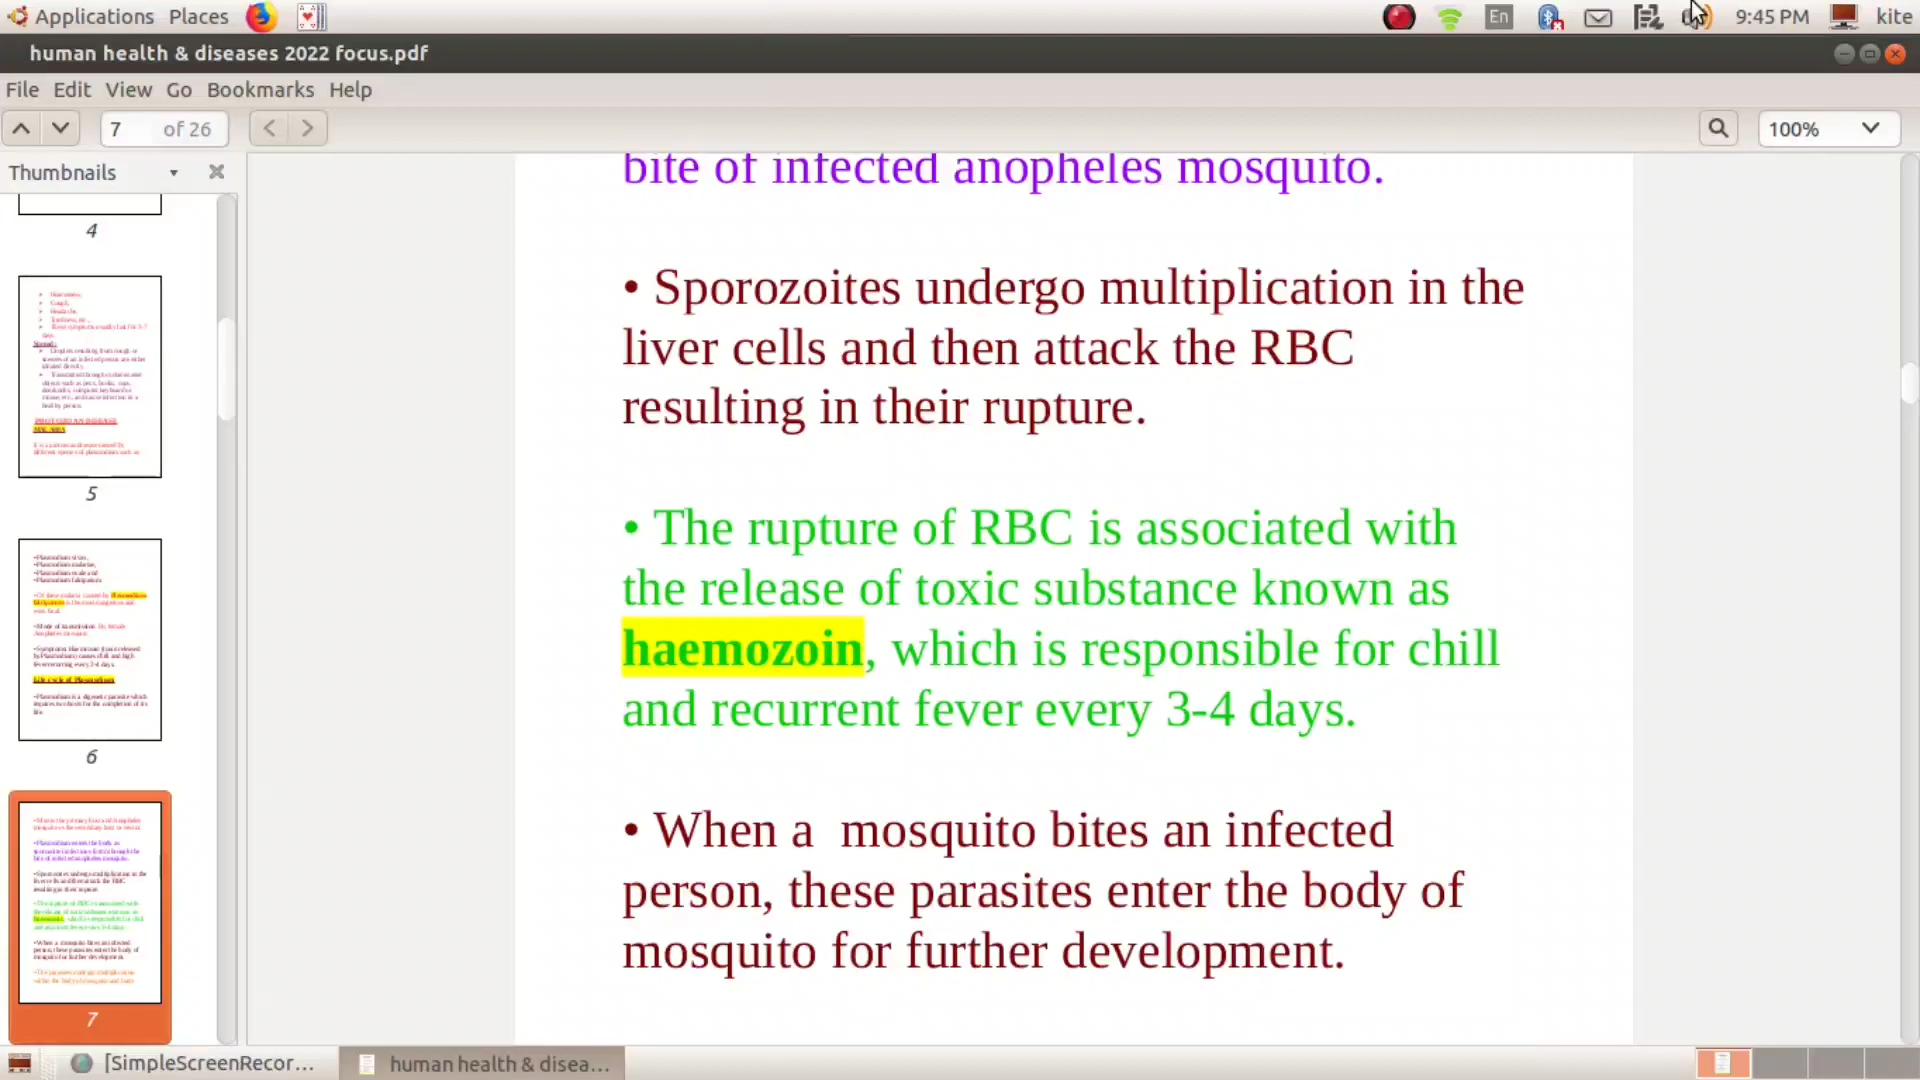 Applications Places En 9:45 PM kite
human health & diseases 2022 focus.pdf
File Edit View Go Bookmarks Help
7 of 26 100%
Thumbnails
4
5
6
7
bite of infected anopheles mosquito.
• Sporozoites undergo multiplication in the
liver cells and then attack the RBC
resulting in their rupture.
• The rupture of RBC is associated with
the release of toxic substance known as
haemozoin, which is responsible for chill
and recurrent fever every 3-4 days.
• When a mosquito bites an infected
person, these parasites enter the body of
mosquito for further development.
[SimpleScreenRecor... human health & disea...